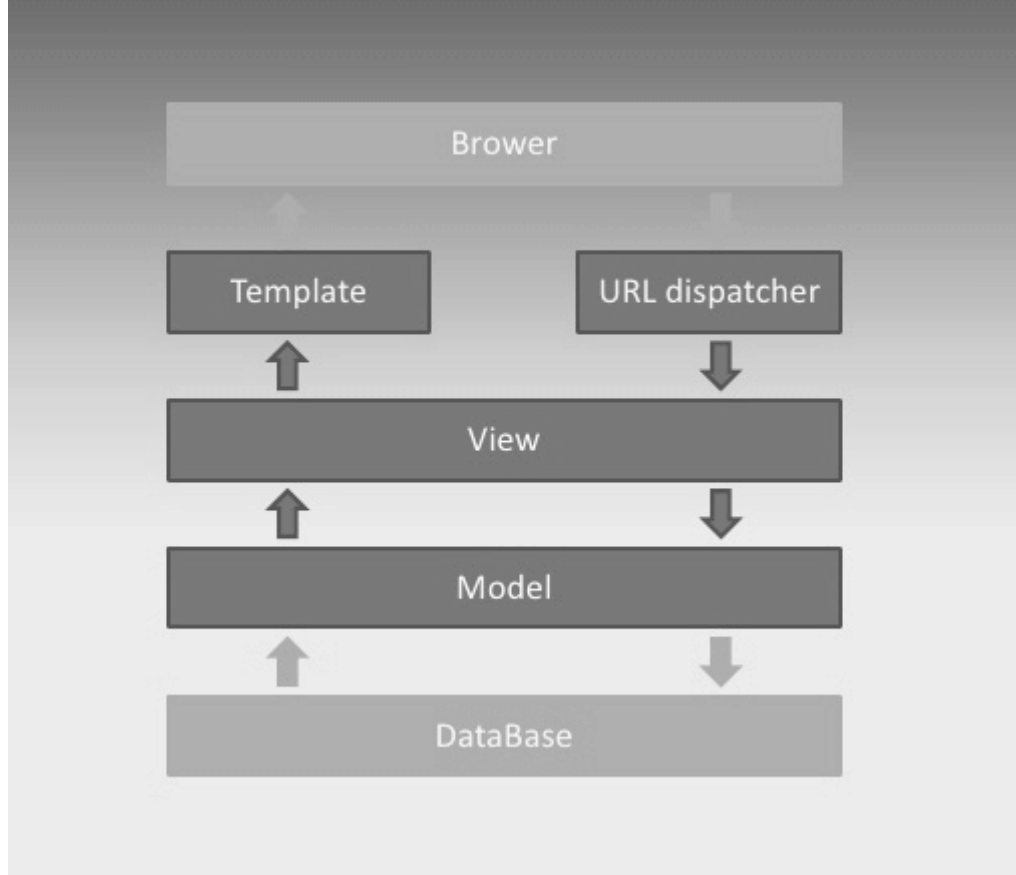 Brower
Template
URL dispatcher
View
Model
DataBase